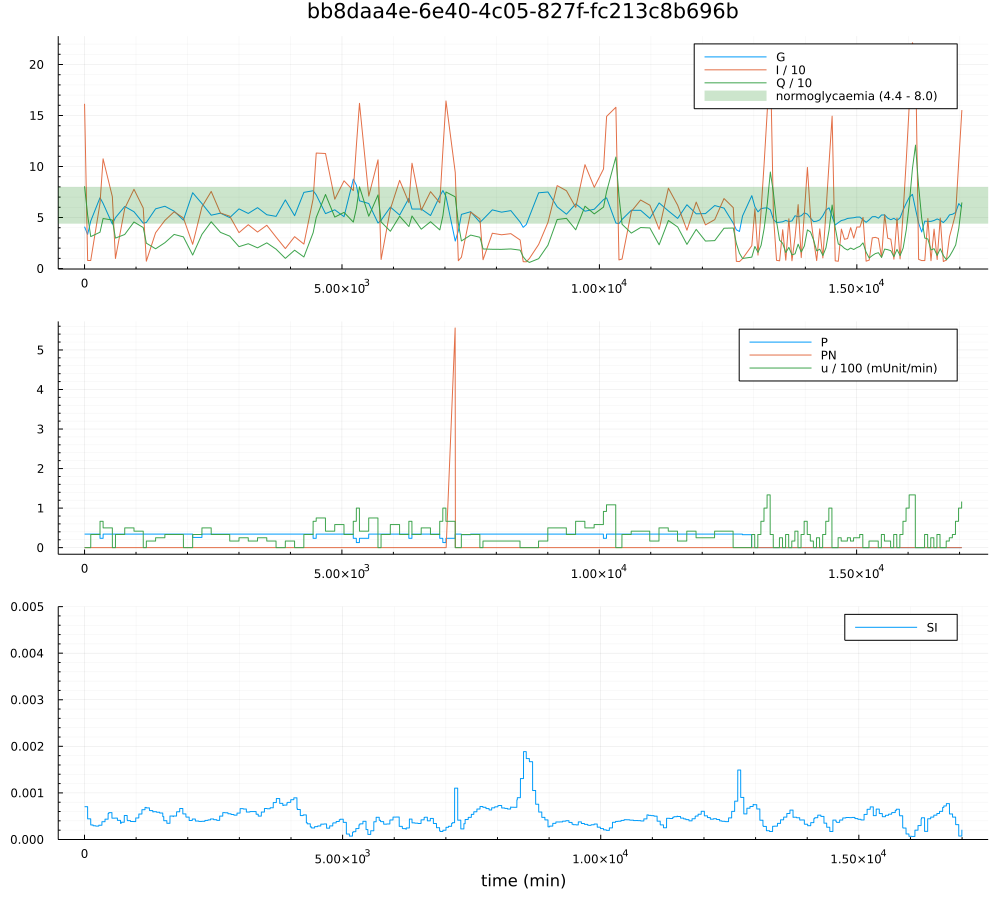 bb8daa4e-6e40-4c05-827f-fc213c8b696b
G
I / 10
Q / 10
normoglycaemia (4.4 - 8.0)
20
15
10
5
0
0
5.00×10³
1.00×10⁴
1.50×10⁴
P
PN
u / 100 (mUnit/min)
5
4
3
2
1
0
0
5.00×10³
1.00×10⁴
1.50×10⁴
SI
0.005
0.004
0.003
0.002
0.001
0.000
0
5.00×10³
1.00×10⁴
1.50×10⁴
time (min)